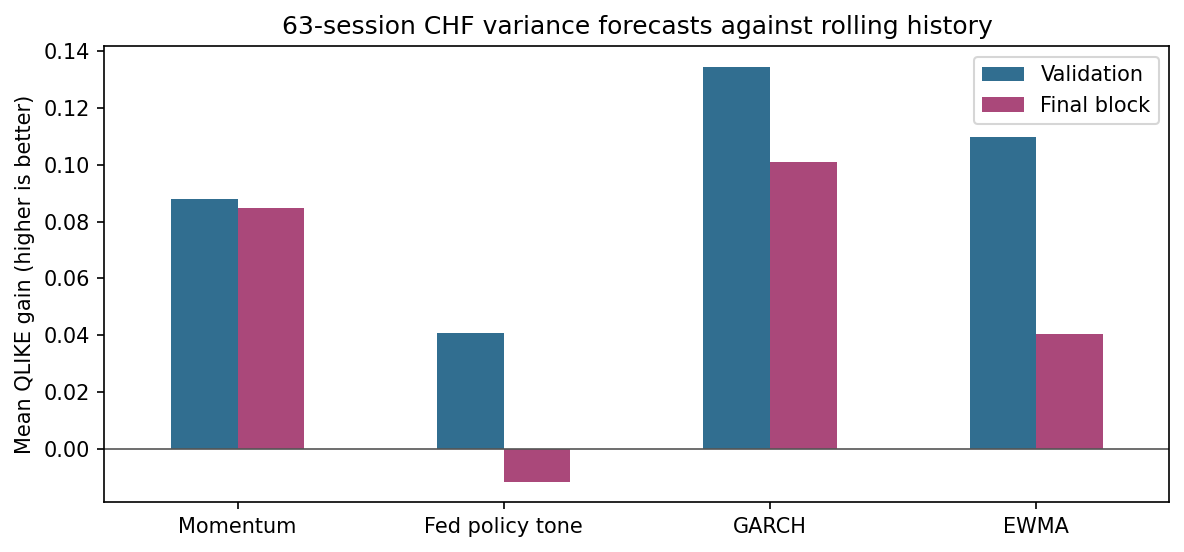 63-session CHF variance forecasts against rolling history
Mean QLIKE gain (higher is better)
0.14
0.12
0.10
0.08
0.06
0.04
0.02
0.00
Validation
Final block
Momentum
Fed policy tone
GARCH
EWMA